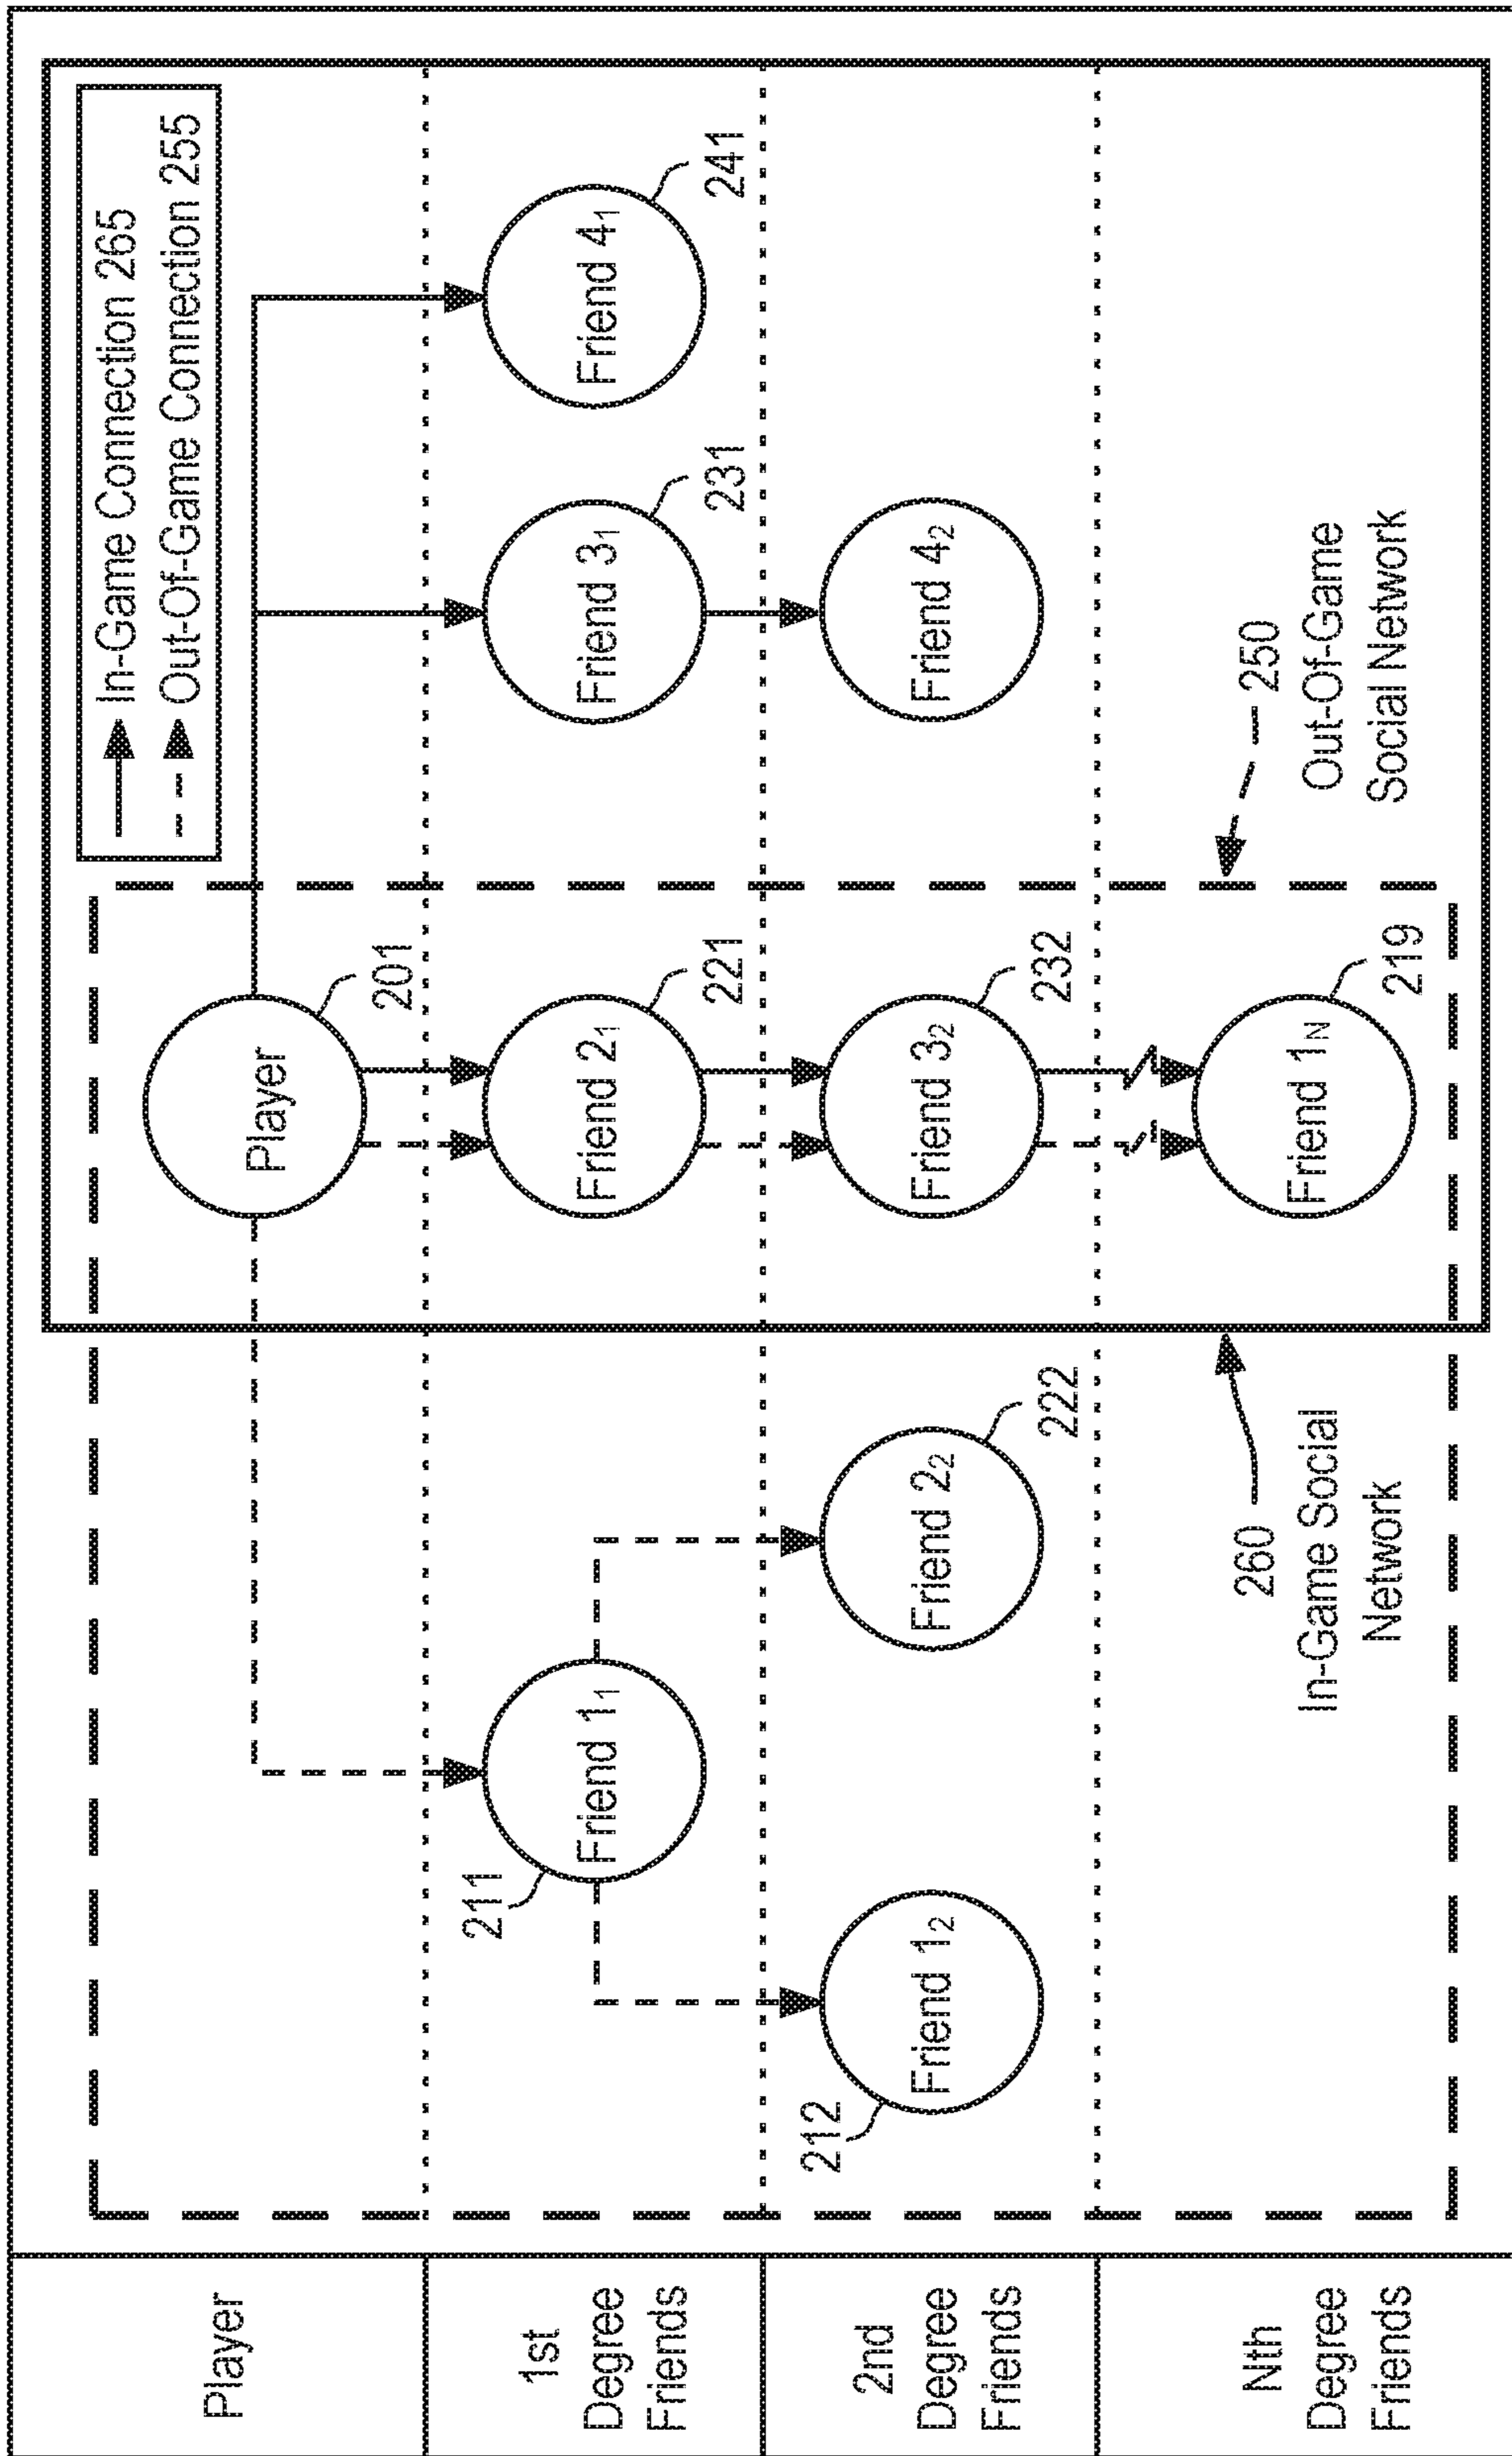 In-Game Connection 265
Out-Of-Game Connection 255
Player
Player
201
1st
Degree
Friends
211
Friend 1₁
Friend 2₁
221
Friend 3₁
231
Friend 4₁
241
2nd
Degree
Friends
212
Friend 1₂
Friend 2₂
222
Friend 3₂
232
Friend 4₂
Nth
Degree
Friends
260
In-Game Social
Network
Friend 1N
219
250
Out-Of-Game
Social Network